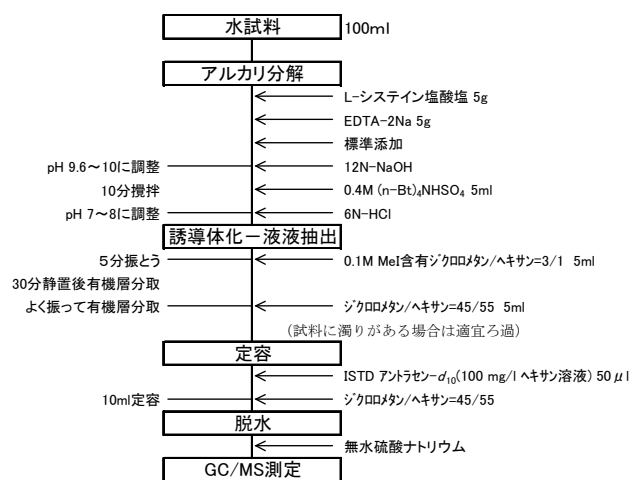 水試料 100ml
アルカリ分解
L-システイン塩酸塩 5g
EDTA-2Na 5g
標準添加
pH 9.6～10に調整 12N-NaOH
10分攪拌 0.4M (n-Bt)₄NHSO₄ 5ml
pH 7～8に調整 6N-HCl
誘導体化－液液抽出
5分振とう 0.1M MeI含有ジクロロメタン/ヘキサン=3/1 5ml
30分静置後有機層分取
よく振って有機層分取 ジクロロメタン/ヘキサン=45/55 5ml
(試料に濁りがある場合は適宜ろ過)
定容
ISTD アントラセン-d₁₀(100 mg/l ヘキサン溶液) 50μl
10ml定容 ジクロロメタン/ヘキサン=45/55
脱水
無水硫酸ナトリウム
GC/MS測定